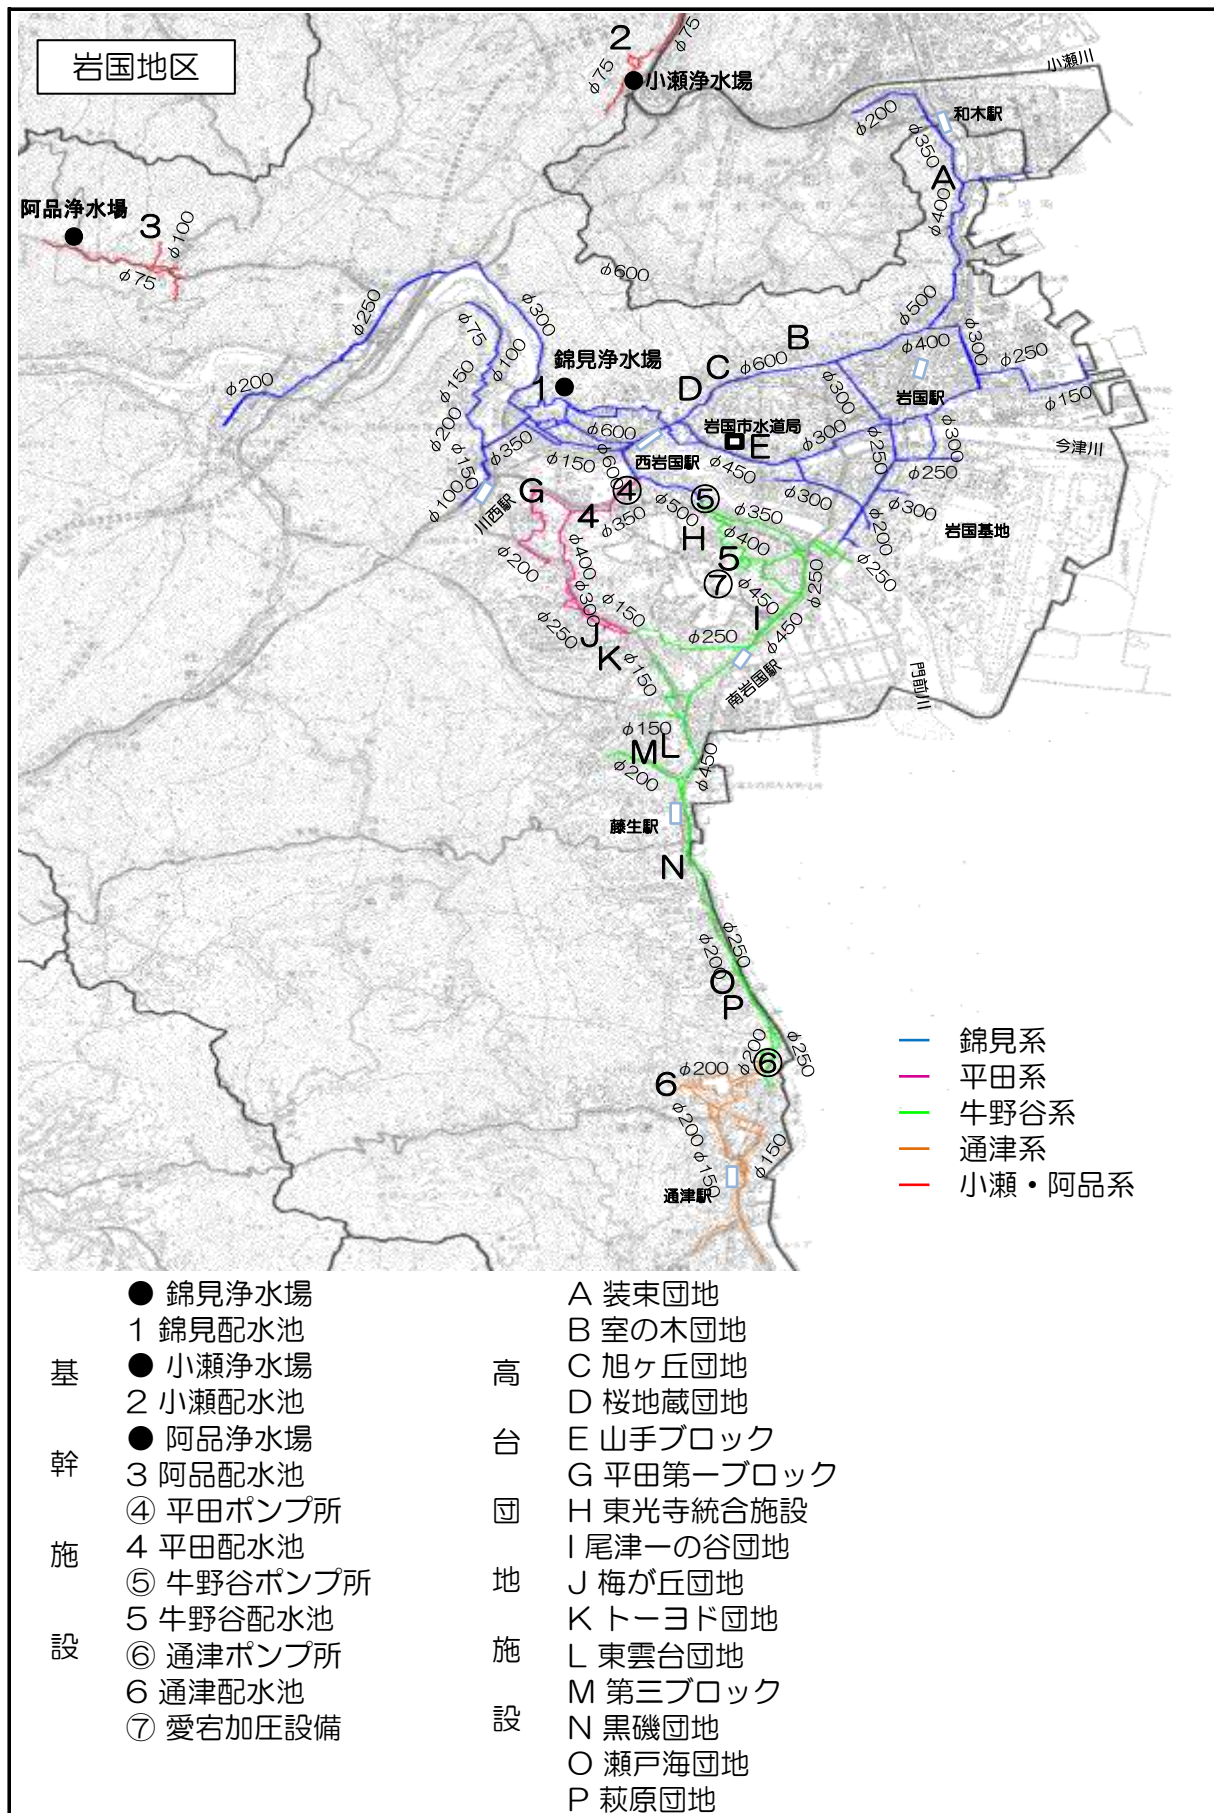 岩国地区
2
φ75
φ75
小瀬浄水場
小瀬川
φ200
和木駅
φ350
A
φ400
阿品浄水場
3
φ100
φ75
φ600
φ250
φ300
φ500
φ75
B
φ400
φ300
φ100
錦見浄水場
C
φ600
φ250
φ200
φ150
1
D
岩国駅
φ150
φ300
φ200
岩国市水道局
φ350
φ600
E
φ300
φ300
今津川
φ150
φ150
φ600
西岩国駅
φ450
φ250
φ250
φ100
G
④
⑤
φ300
φ300
川西駅
4
φ350
φ500
φ350
φ200
岩国基地
H
φ400
φ200
φ400
5
φ250
⑦
φ450
φ250
φ300
φ150
I
φ450
φ250
J
φ250
K
φ150
南岩国駅
門前川
φ150
L
M
φ200
φ450
藤生駅
N
φ250
φ200
O
P
φ200
φ250
錦見系
⑥
φ200
6
平田系
φ200
牛野谷系
φ150
φ150
通津系
通津駅
小瀬・阿品系
基幹施設
● 錦見浄水場
1 錦見配水池
● 小瀬浄水場
2 小瀬配水池
● 阿品浄水場
3 阿品配水池
④ 平田ポンプ所
4 平田配水池
⑤ 牛野谷ポンプ所
5 牛野谷配水池
⑥ 通津ポンプ所
6 通津配水池
⑦ 愛宕加圧設備
高台団地施設
A 装束団地
B 室の木団地
C 旭ヶ丘団地
D 桜地蔵団地
E 山手ブロック
G 平田第一ブロック
H 東光寺統合施設
I 尾津一の谷団地
J 梅が丘団地
K トーヨド団地
L 東雲台団地
M 第三ブロック
N 黒磯団地
O 瀬戸海団地
P 萩原団地